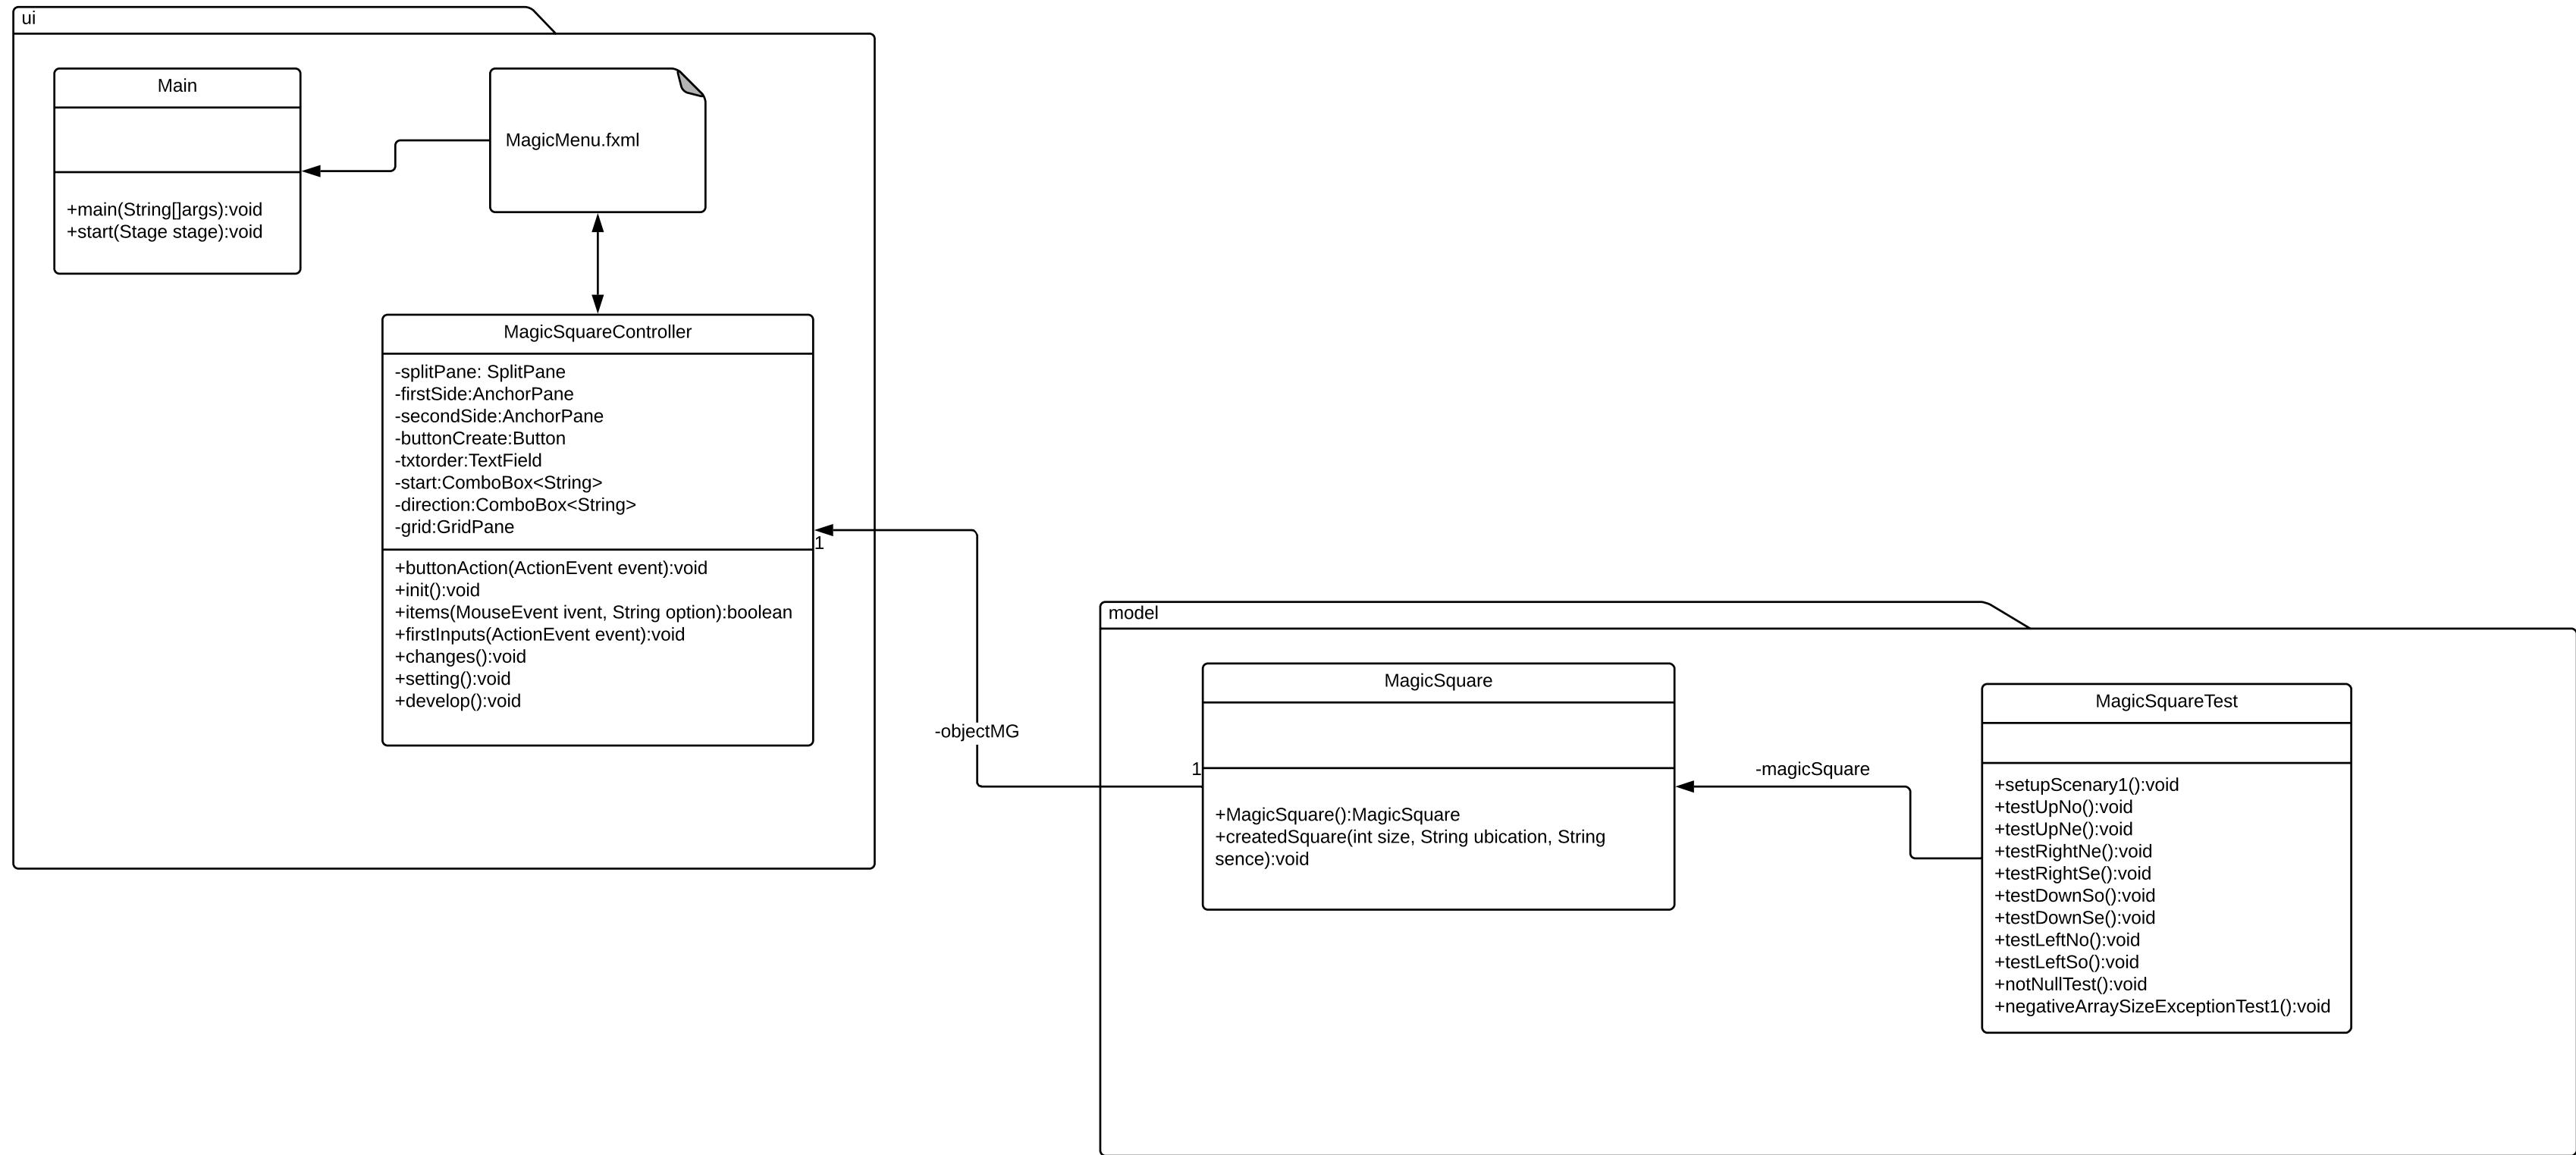 ui
Main
+main(String[]args):void
+start(Stage stage):void
MagicMenu.fxml
MagicSquareController
-splitPane: SplitPane
-firstSide:AnchorPane
-secondSide:AnchorPane
-buttonCreate:Button
-txtorder:TextField
-start:ComboBox<String>
-direction:ComboBox<String>
-grid:GridPane
+buttonAction(ActionEvent event):void
+init():void
+items(MouseEvent ivent, String option):boolean
+firstInputs(ActionEvent event):void
+changes():void
+setting():void
+develop():void
1
-objectMG
1
model
MagicSquare
+MagicSquare():MagicSquare
+createdSquare(int size, String ubication, String
sence):void
-magicSquare
MagicSquareTest
+setupScenary1():void
+testUpNo():void
+testUpNe():void
+testRightNe():void
+testRightSe():void
+testDownSo():void
+testDownSe():void
+testLeftNo():void
+testLeftSo():void
+notNullTest():void
+negativeArraySizeExceptionTest1():void